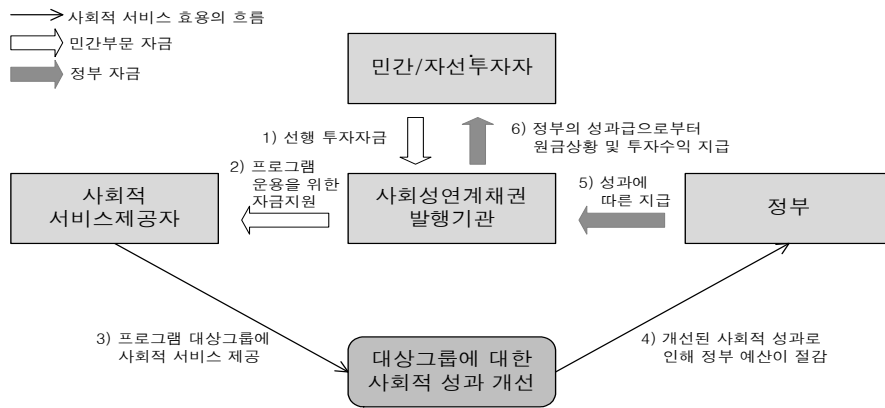 사회적 서비스 효용의 흐름
민간부문 자금
정부 자금
민간/자선투자자
1) 선행 투자자금
6) 정부의 성과급으로부터
원금상황 및 투자수익 지급
2) 프로그램
운용을 위한
자금지원
5) 성과에
따른 지급
사회적
서비스제공자
사회성연계채권
발행기관
정부
3) 프로그램 대상그룹에
사회적 서비스 제공
4) 개선된 사회적 성과로
인해 정부 예산이 절감
대상그룹에 대한
사회적 성과 개선